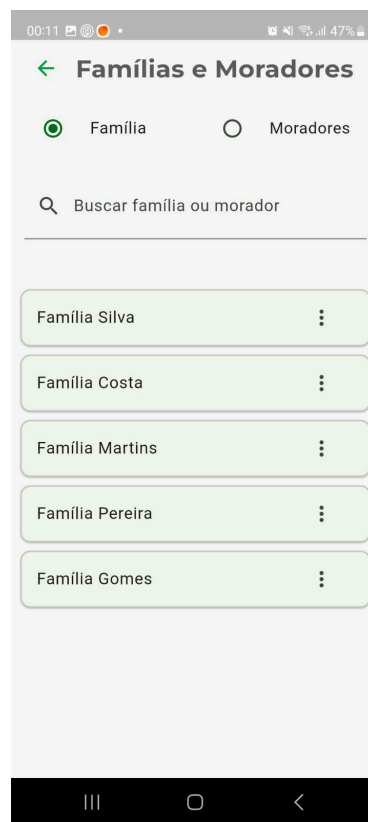 00:11 47%
Famílias e Moradores
Família Moradores
Buscar família ou morador
Família Silva
Família Costa
Família Martins
Família Pereira
Família Gomes